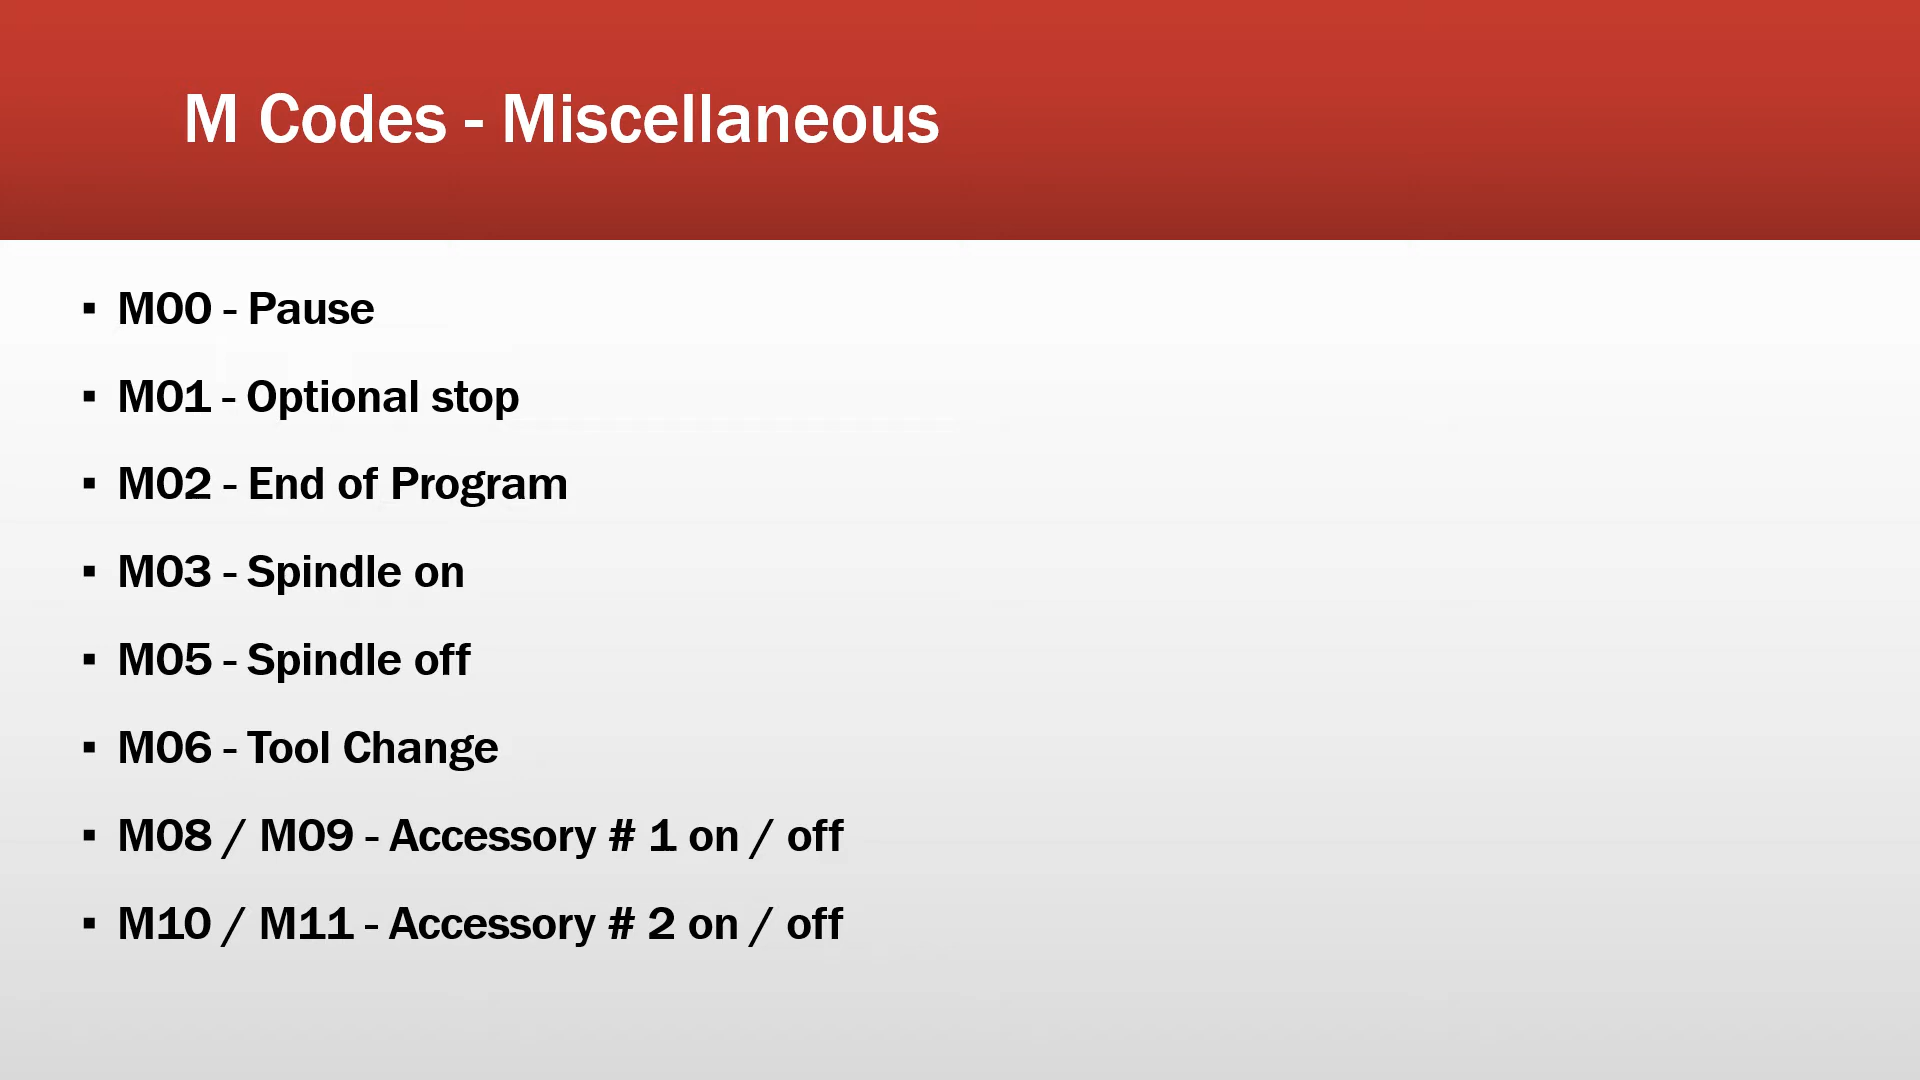 M Codes - Miscellaneous
▪ M00 - Pause
▪ M01 - Optional stop
▪ M02 - End of Program
▪ M03 - Spindle on
▪ M05 - Spindle off
▪ M06 - Tool Change
▪ M08 / M09 - Accessory # 1 on / off
▪ M10 / M11 - Accessory # 2 on / off